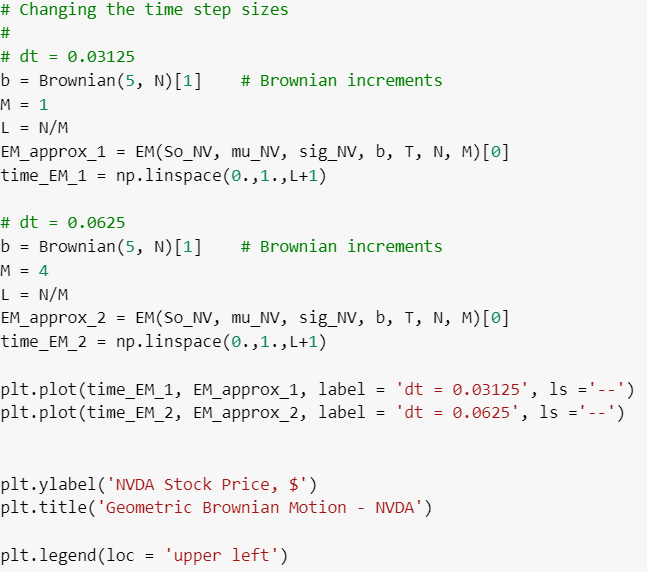 # Changing the time step sizes
#
# dt = 0.03125
b = Brownian(5, N)[1]    # Brownian increments
M = 1
L = N/M
EM_approx_1 = EM(So_NV, mu_NV, sig_NV, b, T, N, M)[0]
time_EM_1 = np.linspace(0.,1.,L+1)
# dt = 0.0625
b = Brownian(5, N)[1]    # Brownian increments
M = 4
L = N/M
EM_approx_2 = EM(So_NV, mu_NV, sig_NV, b, T, N, M)[0]
time_EM_2 = np.linspace(0.,1.,L+1)
plt.plot(time_EM_1, EM_approx_1, label = 'dt = 0.03125', ls ='--')
plt.plot(time_EM_2, EM_approx_2, label = 'dt = 0.0625', ls ='--')
plt.ylabel('NVDA Stock Price, $')
plt.title('Geometric Brownian Motion - NVDA')
plt.legend(loc = 'upper left')